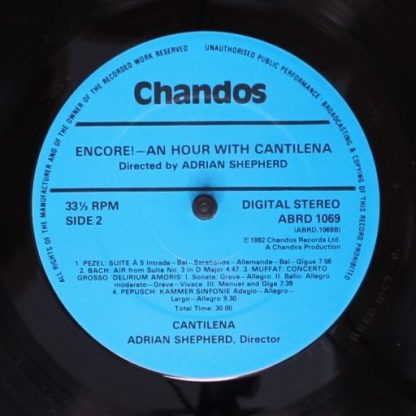 ALL RIGHTS OF THE MANUFACTURER AND OF THE OWNER OF THE RECORDED WORK RESERVED
UNAUTHORISED PUBLIC PERFORMANCE, BROADCASTING & COPYING OF THIS RECORD PROHIBITED
Chandos
ENCORE!—AN HOUR WITH CANTILENA
Directed by ADRIAN SHEPHERD
33⅓ RPM
SIDE 2
DIGITAL STEREO
ABRD 1069
(ABRD.1069B)
℗ 1982 Chandos Records Ltd.
A Chandos Production
1. PEZEL: SUITE À 5 Intrada—Bal—Sarabande—Allemande—Bal—Gigue 7.56
2. BACH: AIR from Suite No. 3 in D Major 4.47. 3. MUFFAT: CONCERTO
GROSSO 'DELIRIUM AMORIS' I. Sonata: Grave—Allegro. II. Ballo: Allegro
moderato—Grave—Vivace. III. Menuet and Giga 7.39
4. PEPUSCH: KAMMER SINFONIE Adagio—Allegro—
Largo—Allegro 9.30
Total Time: 30.00
CANTILENA
ADRIAN SHEPHERD, Director